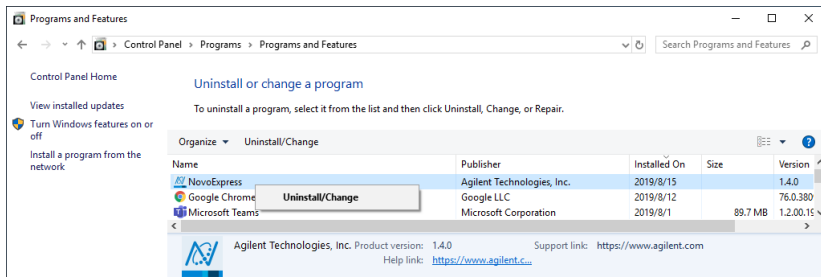 Programs and Features
Control Panel > Programs > Programs and Features
Search Programs and Features
Control Panel Home
View installed updates
Turn Windows features on or
off
Install a program from the
network
Uninstall or change a program
To uninstall a program, select it from the list and then click Uninstall, Change, or Repair.
Organize Uninstall/Change
Name Publisher Installed On Size Version
NovoExpress Agilent Technologies, Inc. 2019/8/15 1.4.0
Google Chrome Google LLC 2019/8/12 76.0.380
Uninstall/Change
Microsoft Teams Microsoft Corporation 2019/8/1 89.7 MB 1.2.00.19
Agilent Technologies, Inc. Product version: 1.4.0 Support link: https://www.agilent.com
Help link: https://www.agilent.c...